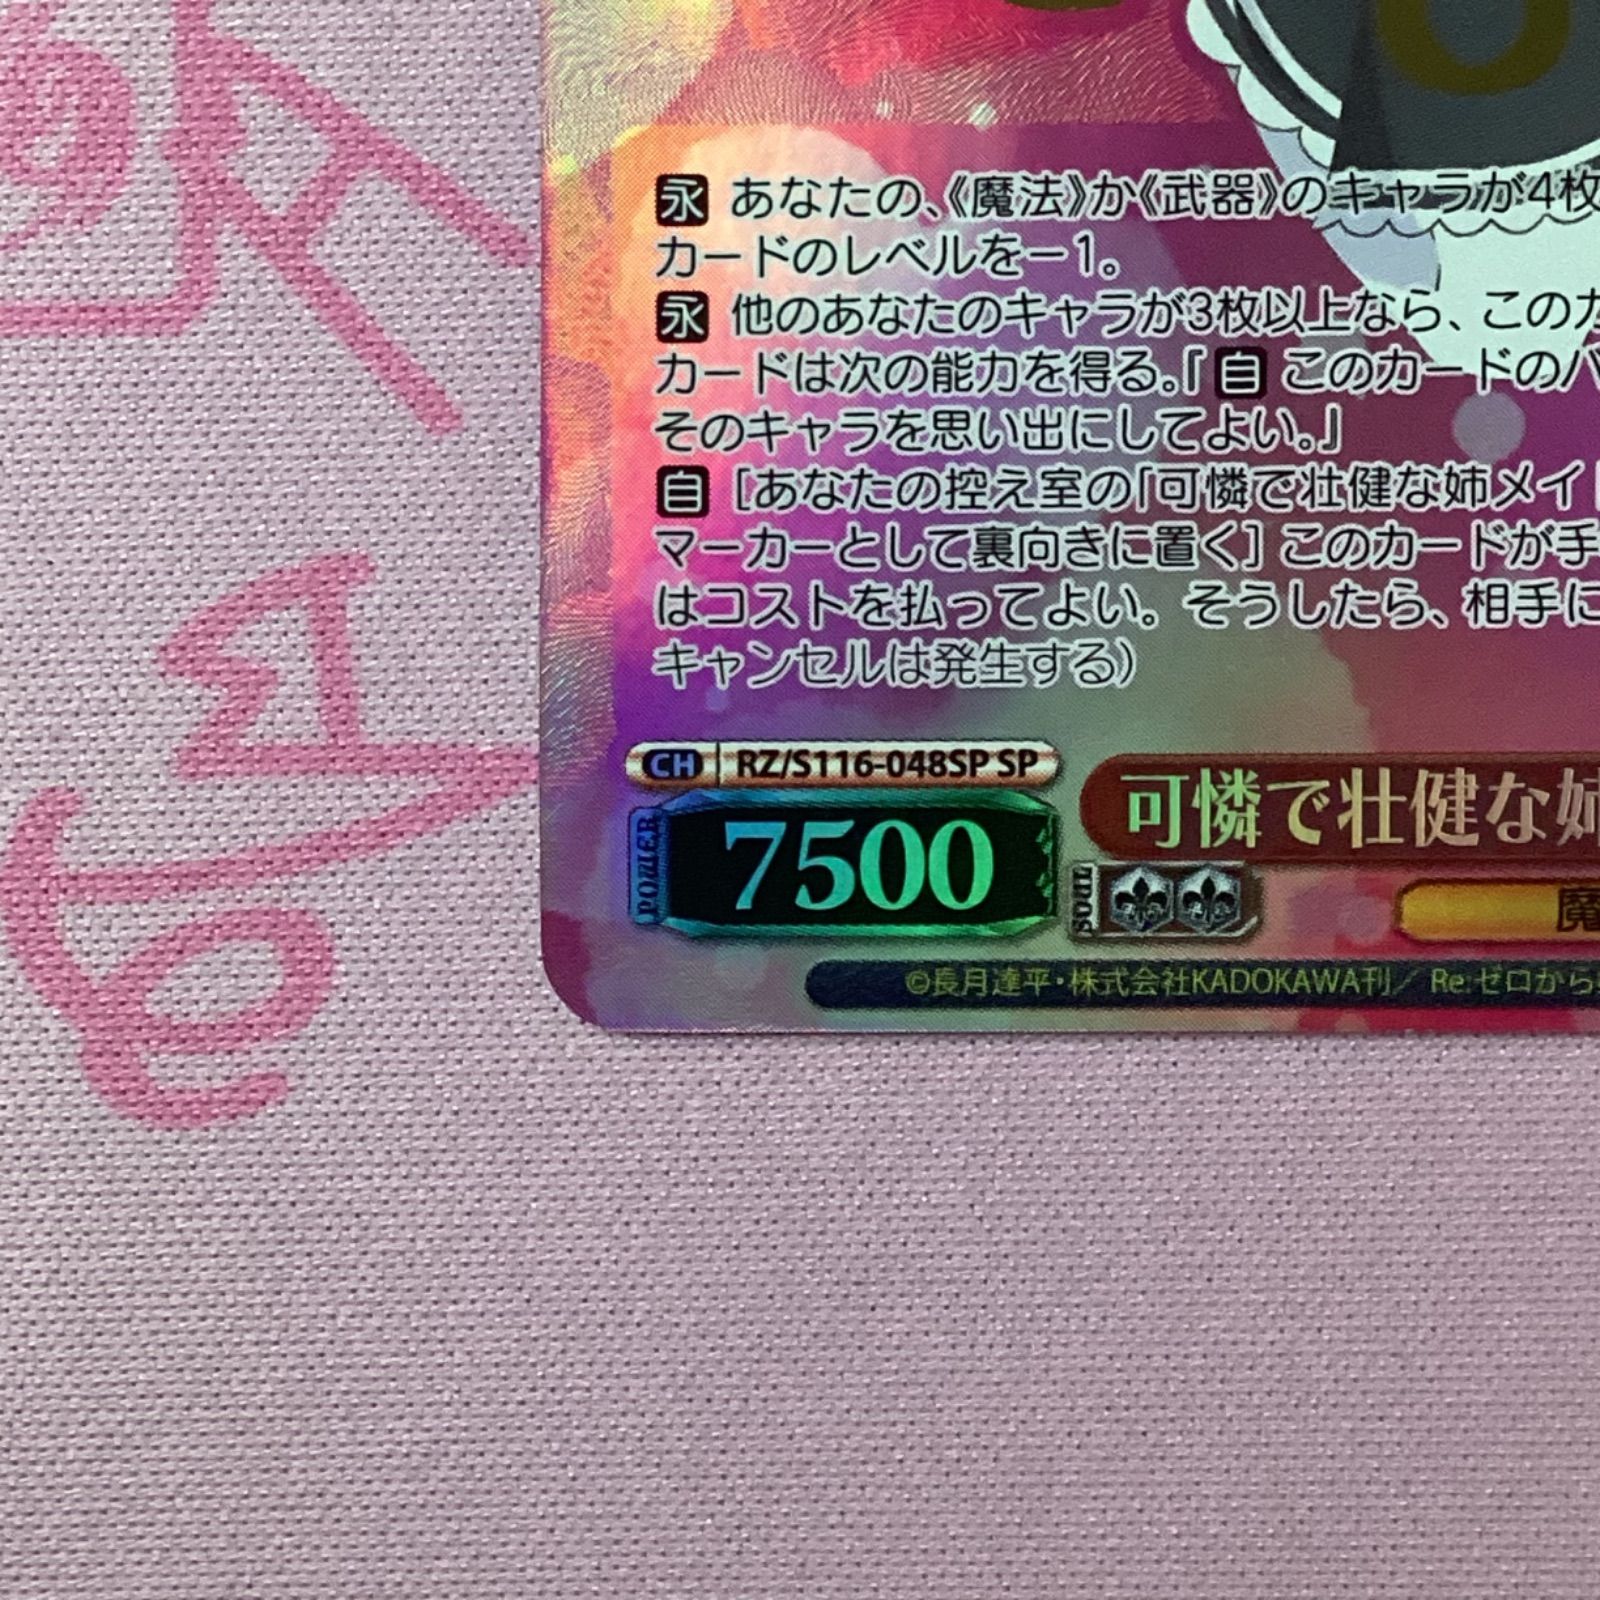 永 あなたの、《魔法》か《武器》のキャラが4枚
カードのレベルを－1。
永 他のあなたのキャラが3枚以上なら、このカ
カードは次の能力を得る。『 自 このカードのバ
そのキャラを思い出にしてよい。』
自 ［あなたの控え室の「可憐で壮健な姉メイド
マーカーとして裏向きに置く］ このカードが手
はコストを払ってよい。そうしたら、相手に
キャンセルは発生する）
CH RZ/S116-048SP SP
可憐で壮健な姉
POWER 7500
SOUL
魔
©長月達平・株式会社KADOKAWA刊／ Re:ゼロから